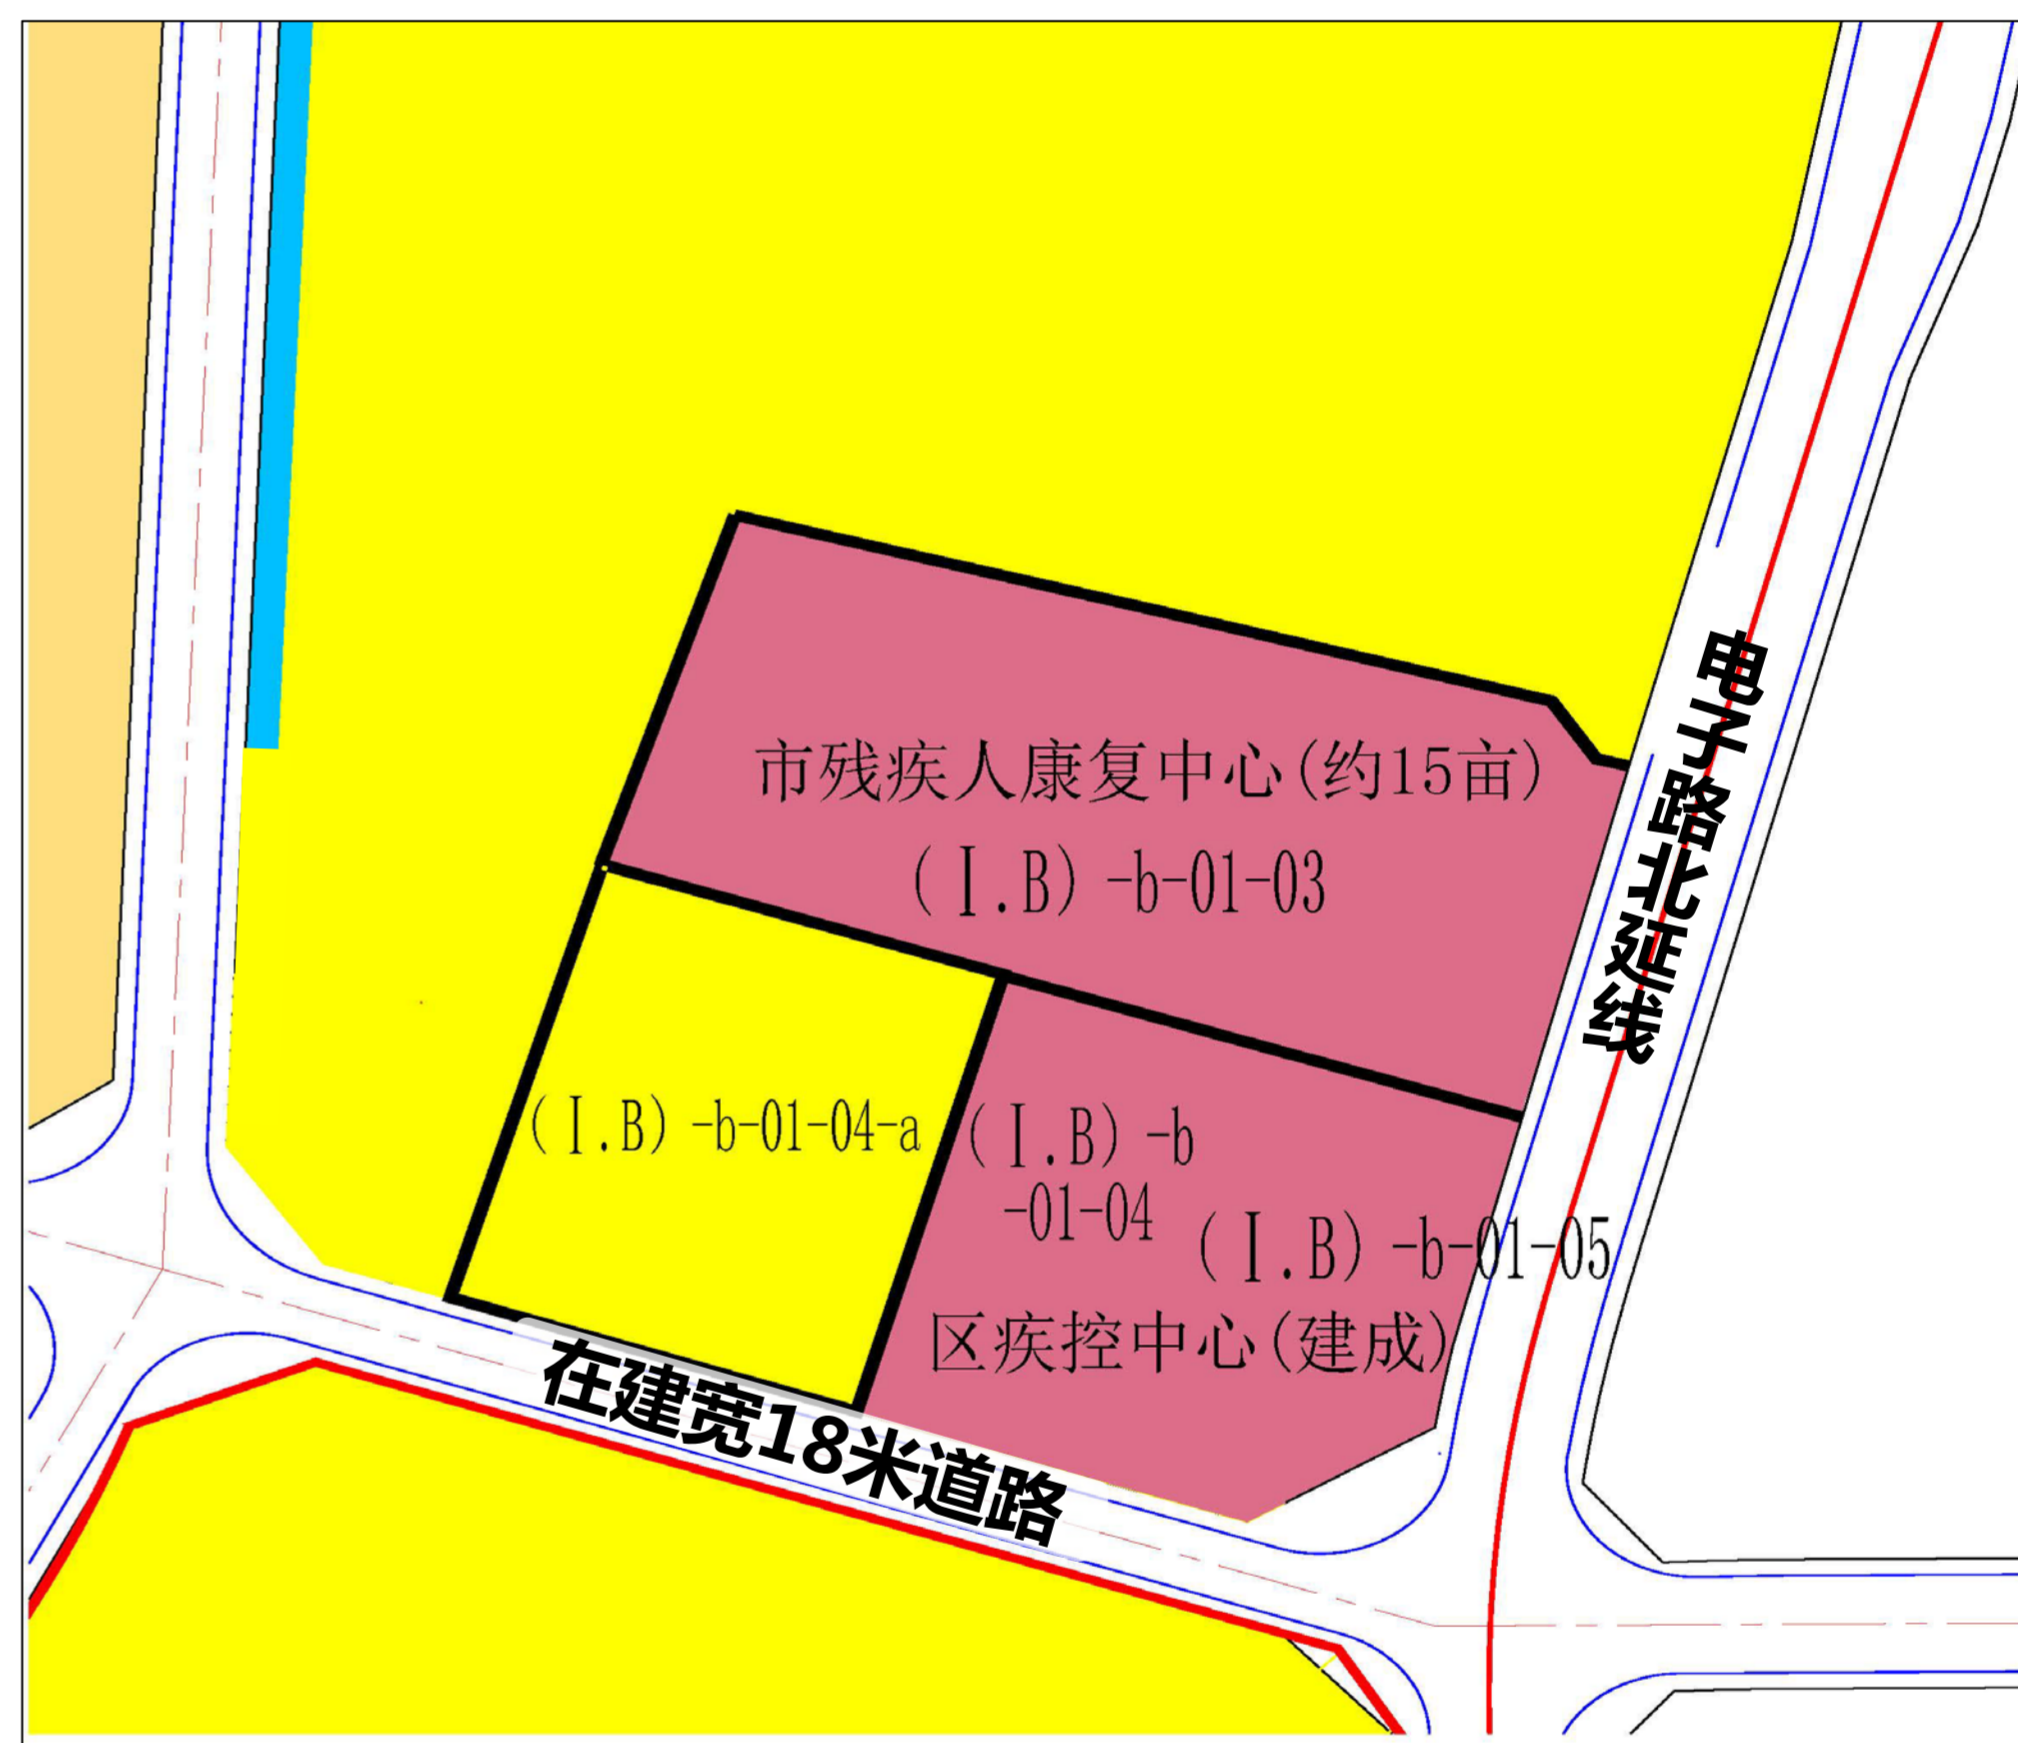 市残疾人康复中心(约15亩)
(Ⅰ.B)-b-01-03
电子路北延线
(Ⅰ.B)-b-01-04-a
(Ⅰ.B)-b
-01-04
(Ⅰ.B)-b-01-05
区疾控中心(建成)
在建宽18米道路